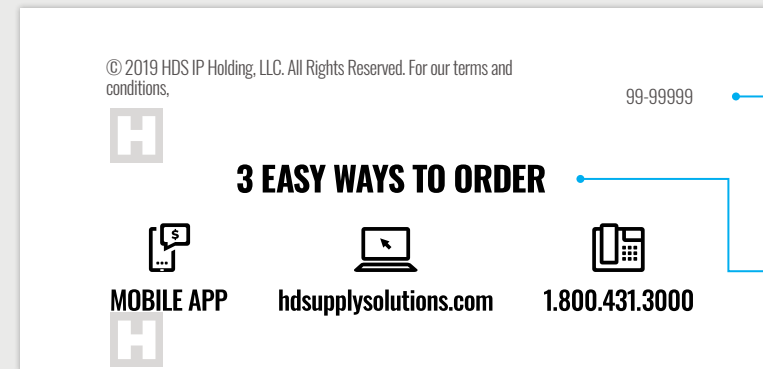 © 2019 HDS IP Holding, LLC. All Rights Reserved. For our terms and
conditions,
99-99999
H
3 EASY WAYS TO ORDER
$
MOBILE APP
hdsupplysolutions.com
1.800.431.3000
H